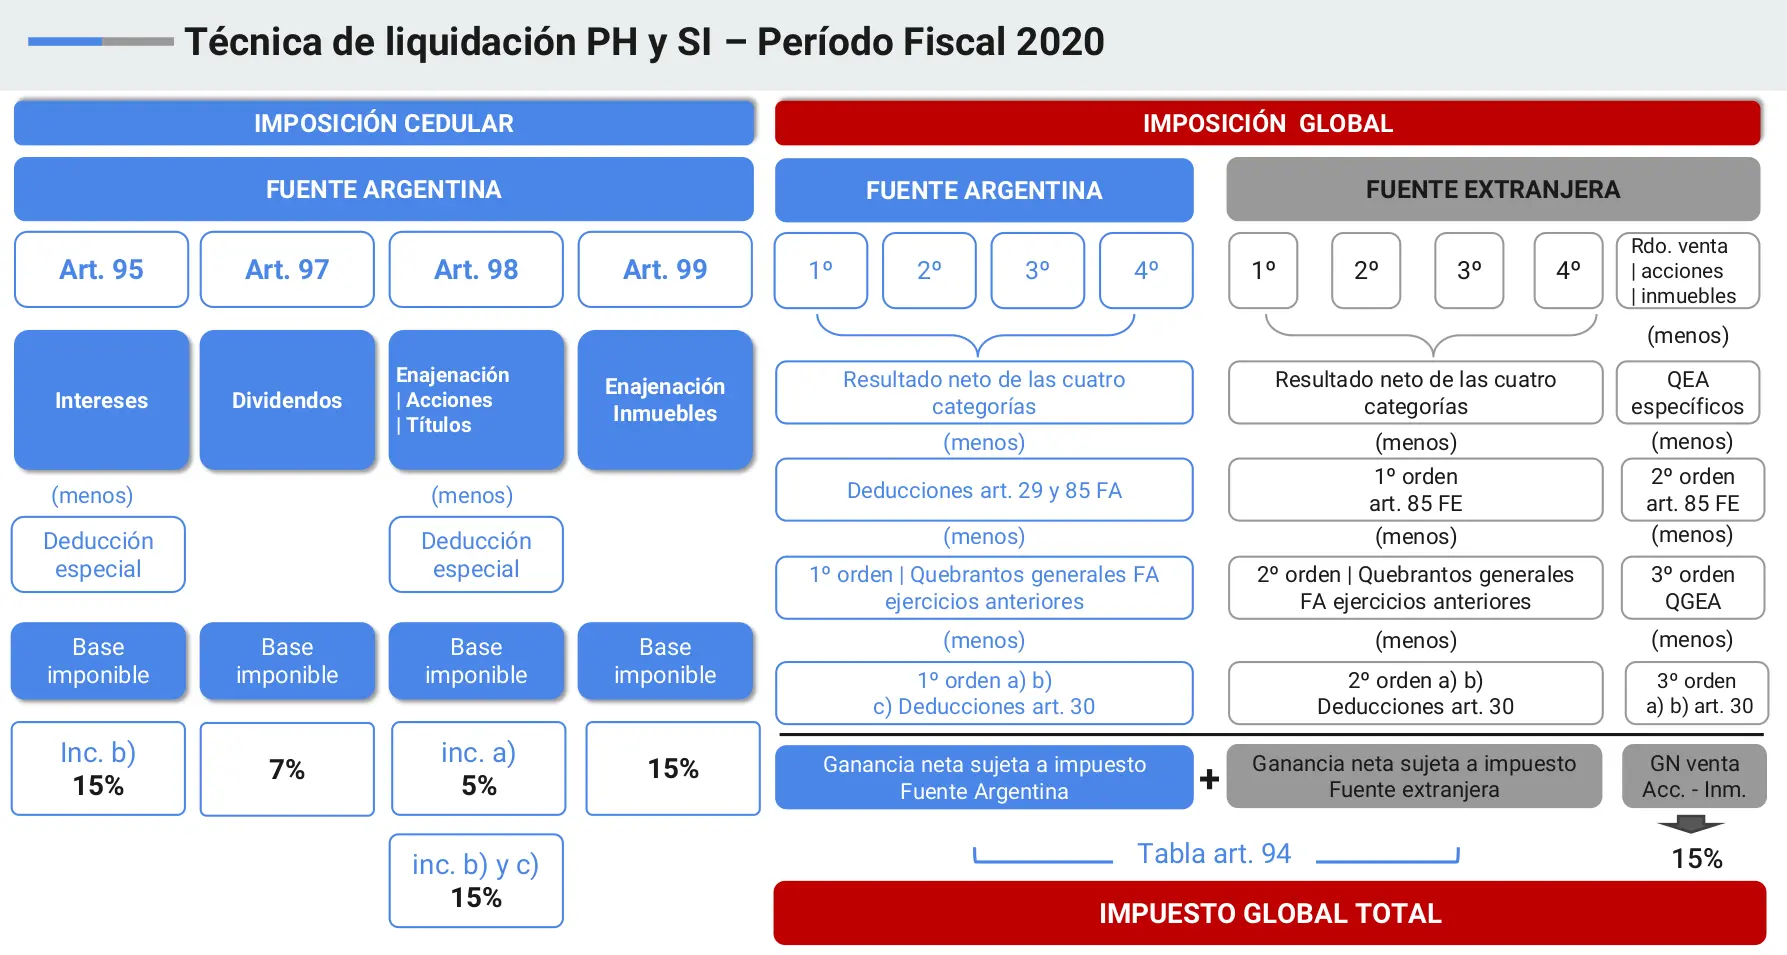 Técnica de liquidación PH y SI – Período Fiscal 2020
IMPOSICIÓN CEDULAR
FUENTE ARGENTINA
Art. 95
Art. 97
Art. 98
Art. 99
Intereses
Dividendos
Enajenación
| Acciones
| Títulos
Enajenación
Inmuebles
(menos)
(menos)
Deducción
especial
Deducción
especial
Base
imponible
Base
imponible
Base
imponible
Base
imponible
Inc. b)
15%
7%
inc. a)
5%
15%
inc. b) y c)
15%
IMPOSICIÓN GLOBAL
FUENTE ARGENTINA
1º
2º
3º
4º
Resultado neto de las cuatro
categorías
(menos)
Deducciones art. 29 y 85 FA
(menos)
1º orden | Quebrantos generales FA
ejercicios anteriores
(menos)
1º orden a) b)
c) Deducciones art. 30
Ganancia neta sujeta a impuesto
Fuente Argentina
+
FUENTE EXTRANJERA
1º
2º
3º
4º
Resultado neto de las cuatro
categorías
(menos)
1º orden
art. 85 FE
(menos)
2º orden | Quebrantos generales
FA ejercicios anteriores
(menos)
2º orden a) b)
Deducciones art. 30
Ganancia neta sujeta a impuesto
Fuente extranjera
Rdo. venta
| acciones
| inmuebles
(menos)
QEA
específicos
(menos)
2º orden
art. 85 FE
(menos)
3º orden
QGEA
(menos)
3º orden
a) b) art. 30
GN venta
Acc. - Inm.
15%
Tabla art. 94
IMPUESTO GLOBAL TOTAL